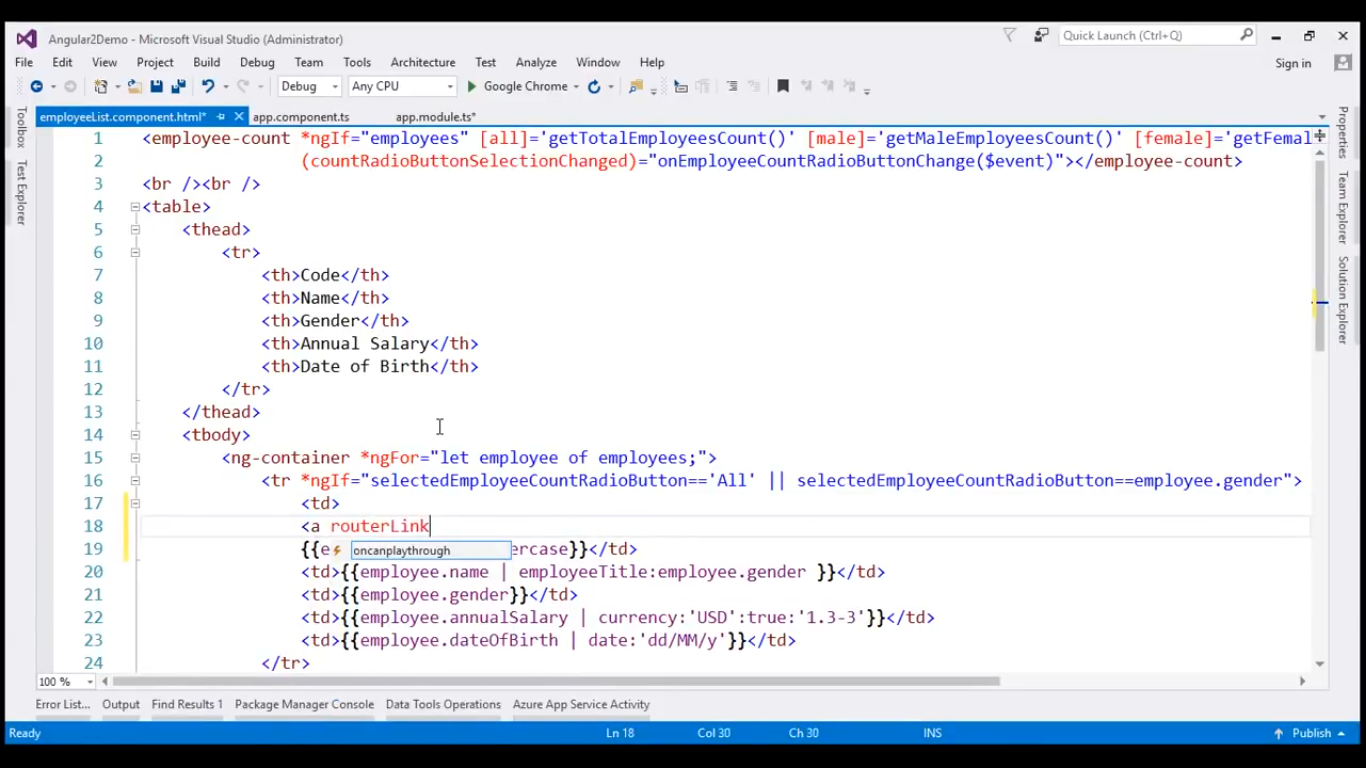 Angular2Demo - Microsoft Visual Studio (Administrator)
Quick Launch (Ctrl+Q)
File Edit View Project Build Debug Team Tools Architecture Test Analyze Window Help
Sign in
Debug Any CPU Google Chrome
employeeList.component.html* app.component.ts app.module.ts*
Toolbox
Test Explorer
Properties
Team Explorer
Solution Explorer
1 <employee-count *ngIf="employees" [all]='getTotalEmployeesCount()' [male]='getMaleEmployeesCount()' [female]='getFemal
2 (countRadioButtonSelectionChanged)="onEmployeeCountRadioButtonChange($event)"></employee-count>
3 <br /><br />
4 <table>
5 <thead>
6 <tr>
7 <th>Code</th>
8 <th>Name</th>
9 <th>Gender</th>
10 <th>Annual Salary</th>
11 <th>Date of Birth</th>
12 </tr>
13 </thead>
14 <tbody>
15 <ng-container *ngFor="let employee of employees;">
16 <tr *ngIf="selectedEmployeeCountRadioButton=='All' || selectedEmployeeCountRadioButton==employee.gender">
17 <td>
18 <a routerLink
19 {{e oncanplaythrough ercase}}</td>
20 <td>{{employee.name | employeeTitle:employee.gender }}</td>
21 <td>{{employee.gender}}</td>
22 <td>{{employee.annualSalary | currency:'USD':true:'1.3-3'}}</td>
23 <td>{{employee.dateOfBirth | date:'dd/MM/y'}}</td>
24 </tr>
100 %
Error List... Output Find Results 1 Package Manager Console Data Tools Operations Azure App Service Activity
Ready Ln 18 Col 30 Ch 30 INS Publish